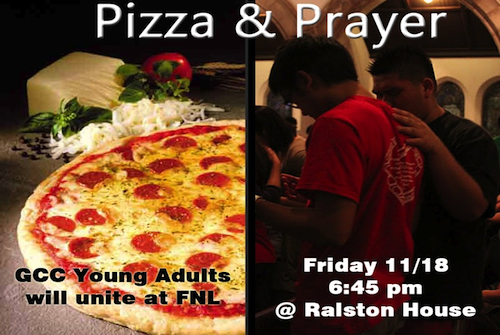 Pizza & Prayer
GCC Young Adults
will unite at FNL
Friday 11/18
6:45 pm
@ Ralston House